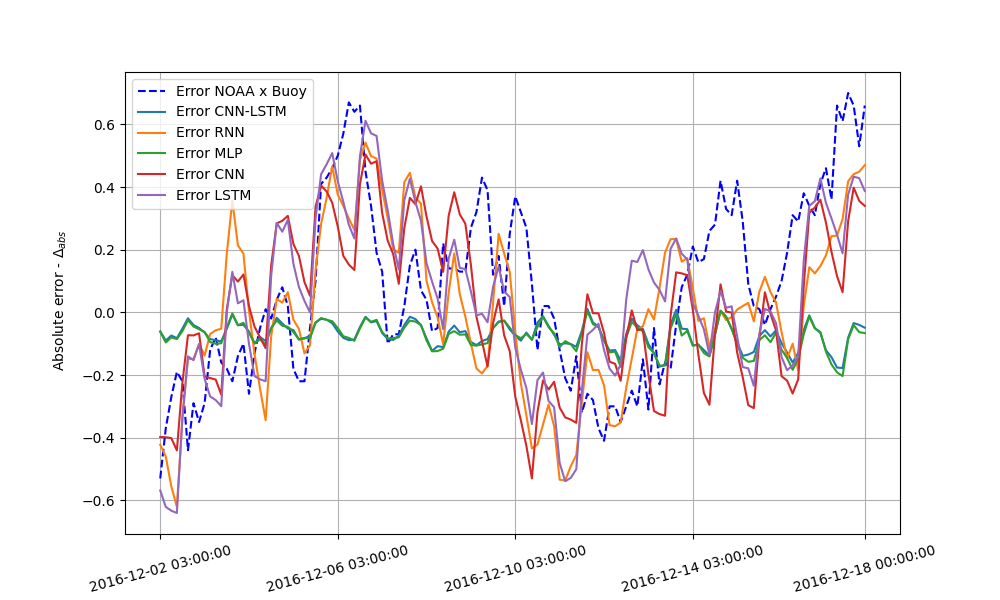 Error NOAA x Buoy
Error CNN-LSTM
Error RNN
Error MLP
Error CNN
Error LSTM
Absolute error - Δabs
0.6
0.4
0.2
0.0
−0.2
−0.4
−0.6
2016-12-02 03:00:00
2016-12-06 03:00:00
2016-12-10 03:00:00
2016-12-14 03:00:00
2016-12-18 00:00:00